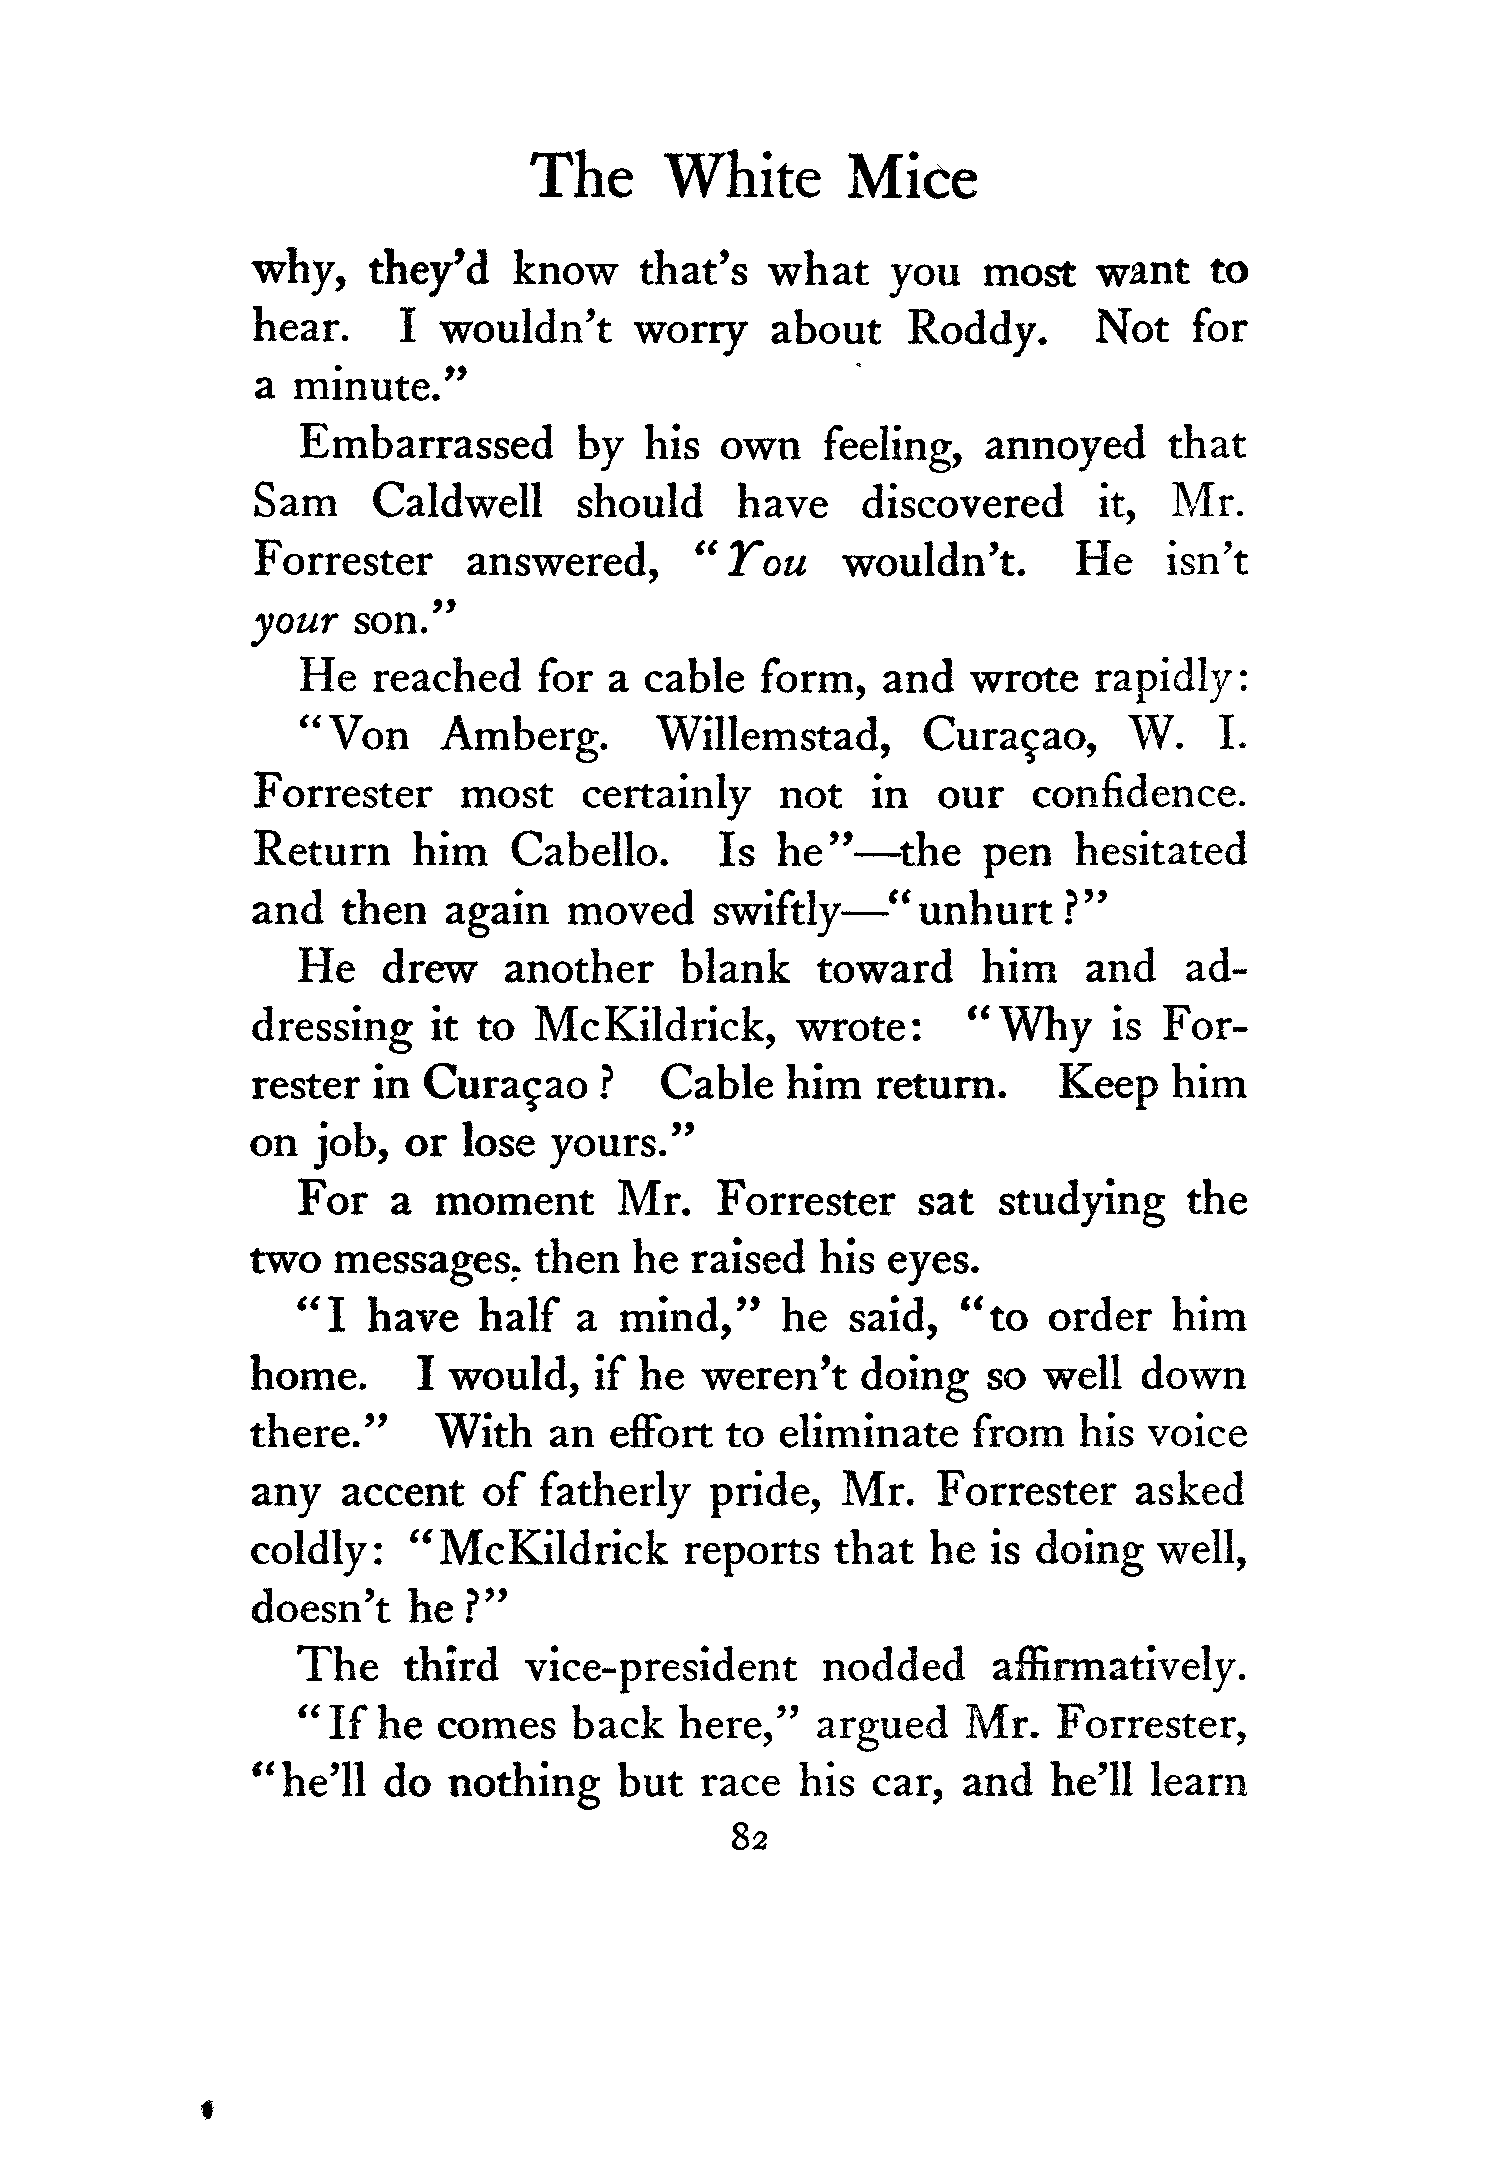 The White Mice
why, they'd know that's what you most want to
hear. I wouldn't worry about Roddy. Not for
a minute."
Embarrassed by his own feeling, annoyed that
Sam Caldwell should have discovered it, Mr.
Forrester answered, "You wouldn't. He isn't
your son."
He reached for a cable form, and wrote rapidly:
"Von Amberg. Willemstad, Curaçao, W. I.
Forrester most certainly not in our confidence.
Return him Cabello. Is he"—the pen hesitated
and then again moved swiftly—"unhurt?"
He drew another blank toward him and ad-
dressing it to McKildrick, wrote: "Why is For-
rester in Curaçao? Cable him return. Keep him
on job, or lose yours."
For a moment Mr. Forrester sat studying the
two messages, then he raised his eyes.
"I have half a mind," he said, "to order him
home. I would, if he weren't doing so well down
there." With an effort to eliminate from his voice
any accent of fatherly pride, Mr. Forrester asked
coldly: "McKildrick reports that he is doing well,
doesn't he?"
The third vice-president nodded affirmatively.
"If he comes back here," argued Mr. Forrester,
"he'll do nothing but race his car, and he'll learn
82